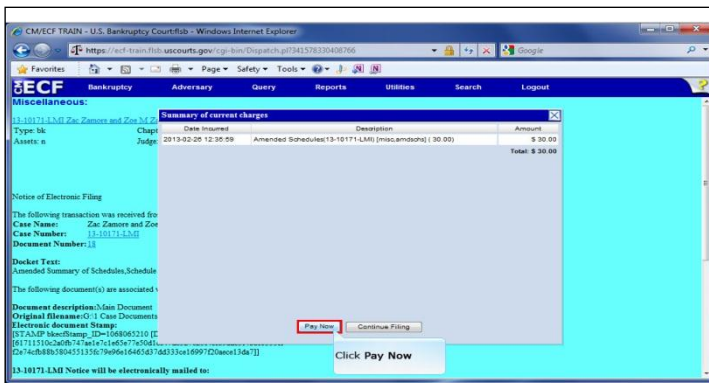 CM/ECF TRAIN - U.S. Bankruptcy Court:flsb - Windows Internet Explorer
https://ecf-train.flsb.uscourts.gov/cgi-bin/Dispatch.pl?341578330408766
Google
Favorites Page Safety Tools
ECF Bankruptcy Adversary Query Reports Utilities Search Logout
Miscellaneous:
13-10171-LMI Zac Zamore and Zoe M
Type: bk Chapt
Assets: n Judge:
Summary of current charges
Date Incurred Description Amount
2013-02-26 12:36:59 Amended Schedules(13-10171-LMI) [misc,amdschs] ( 30.00) $ 30.00
Total: $ 30.00
Notice of Electronic Filing
The following transaction was received fro
Case Name: Zac Zamore and Zoe
Case Number: 13-10171-LMI
Document Number: 18
Docket Text:
Amended Summary of Schedules,Schedule
The following document(s) are associated
Document description:Main Document
Original filename:G:\1 Case Documents
Electronic document Stamp:
[STAMP bkecfStamp_ID=1068065210
Pay Now Continue Filing
Click Pay Now
13-10171-LMI Notice will be electronically mailed to: